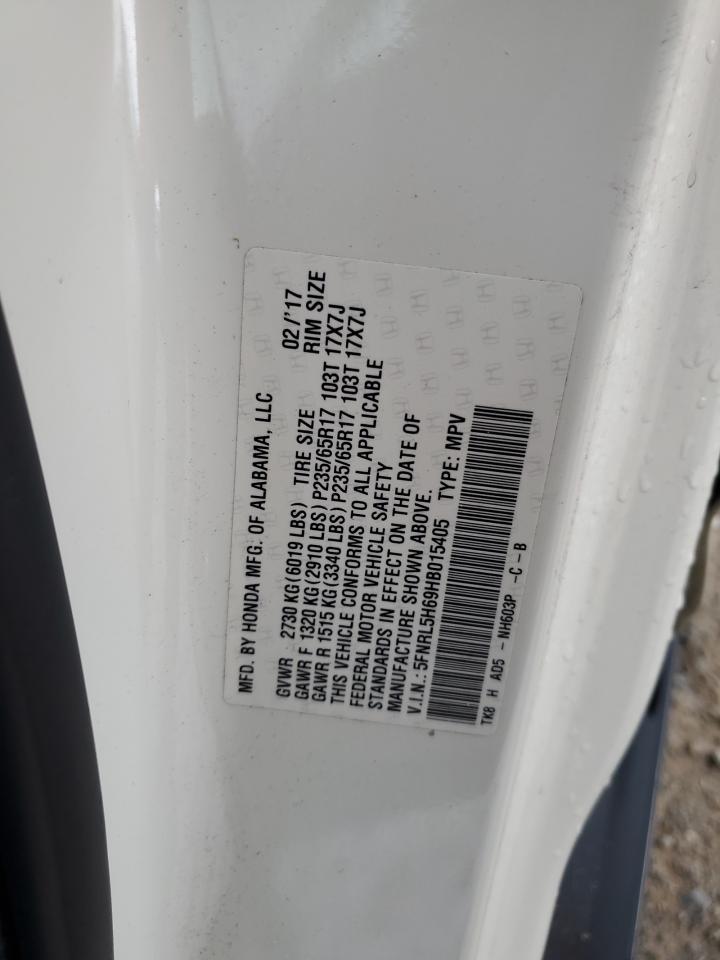 MFD. BY HONDA MFG. OF ALABAMA, LLC 02/'17
GVWR 2730 KG (6019 LBS) TIRE SIZE RIM SIZE
GAWR F 1320 KG (2910 LBS) P235/65R17 103T 17X7J
GAWR R 1515 KG (3340 LBS) P235/65R17 103T 17X7J
THIS VEHICLE CONFORMS TO ALL APPLICABLE
FEDERAL MOTOR VEHICLE SAFETY
STANDARDS IN EFFECT ON THE DATE OF
MANUFACTURE SHOWN ABOVE.
V.I.N.: 5FNRL5H69HB015405 TYPE: MPV
TK8 H AD5 - NH603P -C-B